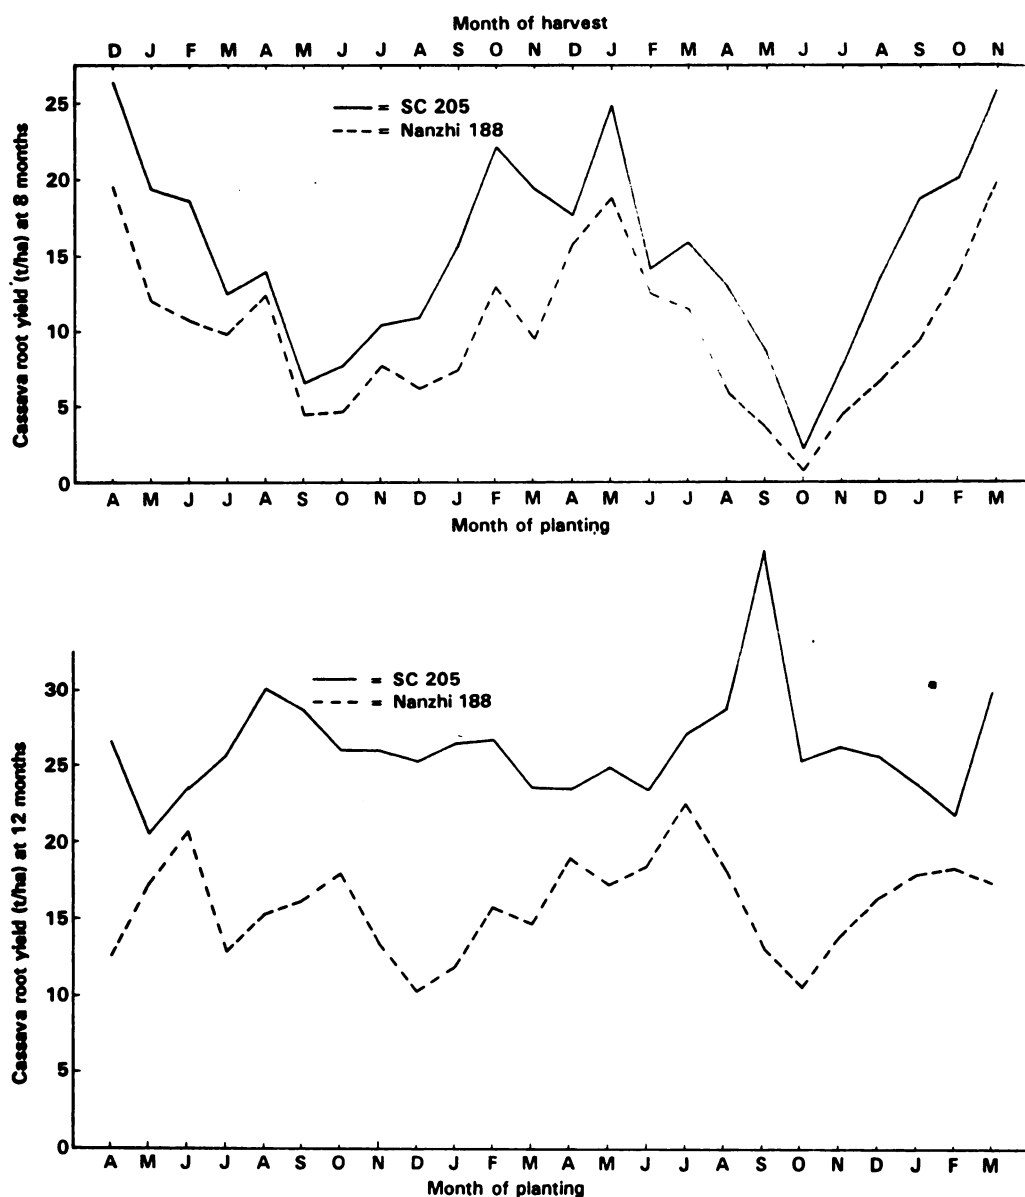 Month of harvest
D J F M A M J J A S O N D J F M A M J J A S O N
25
20
15
10
5
0
Cassava root yield (t/ha) at 8 months
— = SC 205
--- = Nanzhi 188
A M J A S O N D J F M A M J J A S O N D J F M
Month of planting
30
25
20
15
10
5
0
Cassava root yield (t/ha) at 12 months
— = SC 205
--- = Nanzhi 188
A M J J A S O N D J F M A M J J A S O N D J F M
Month of planting